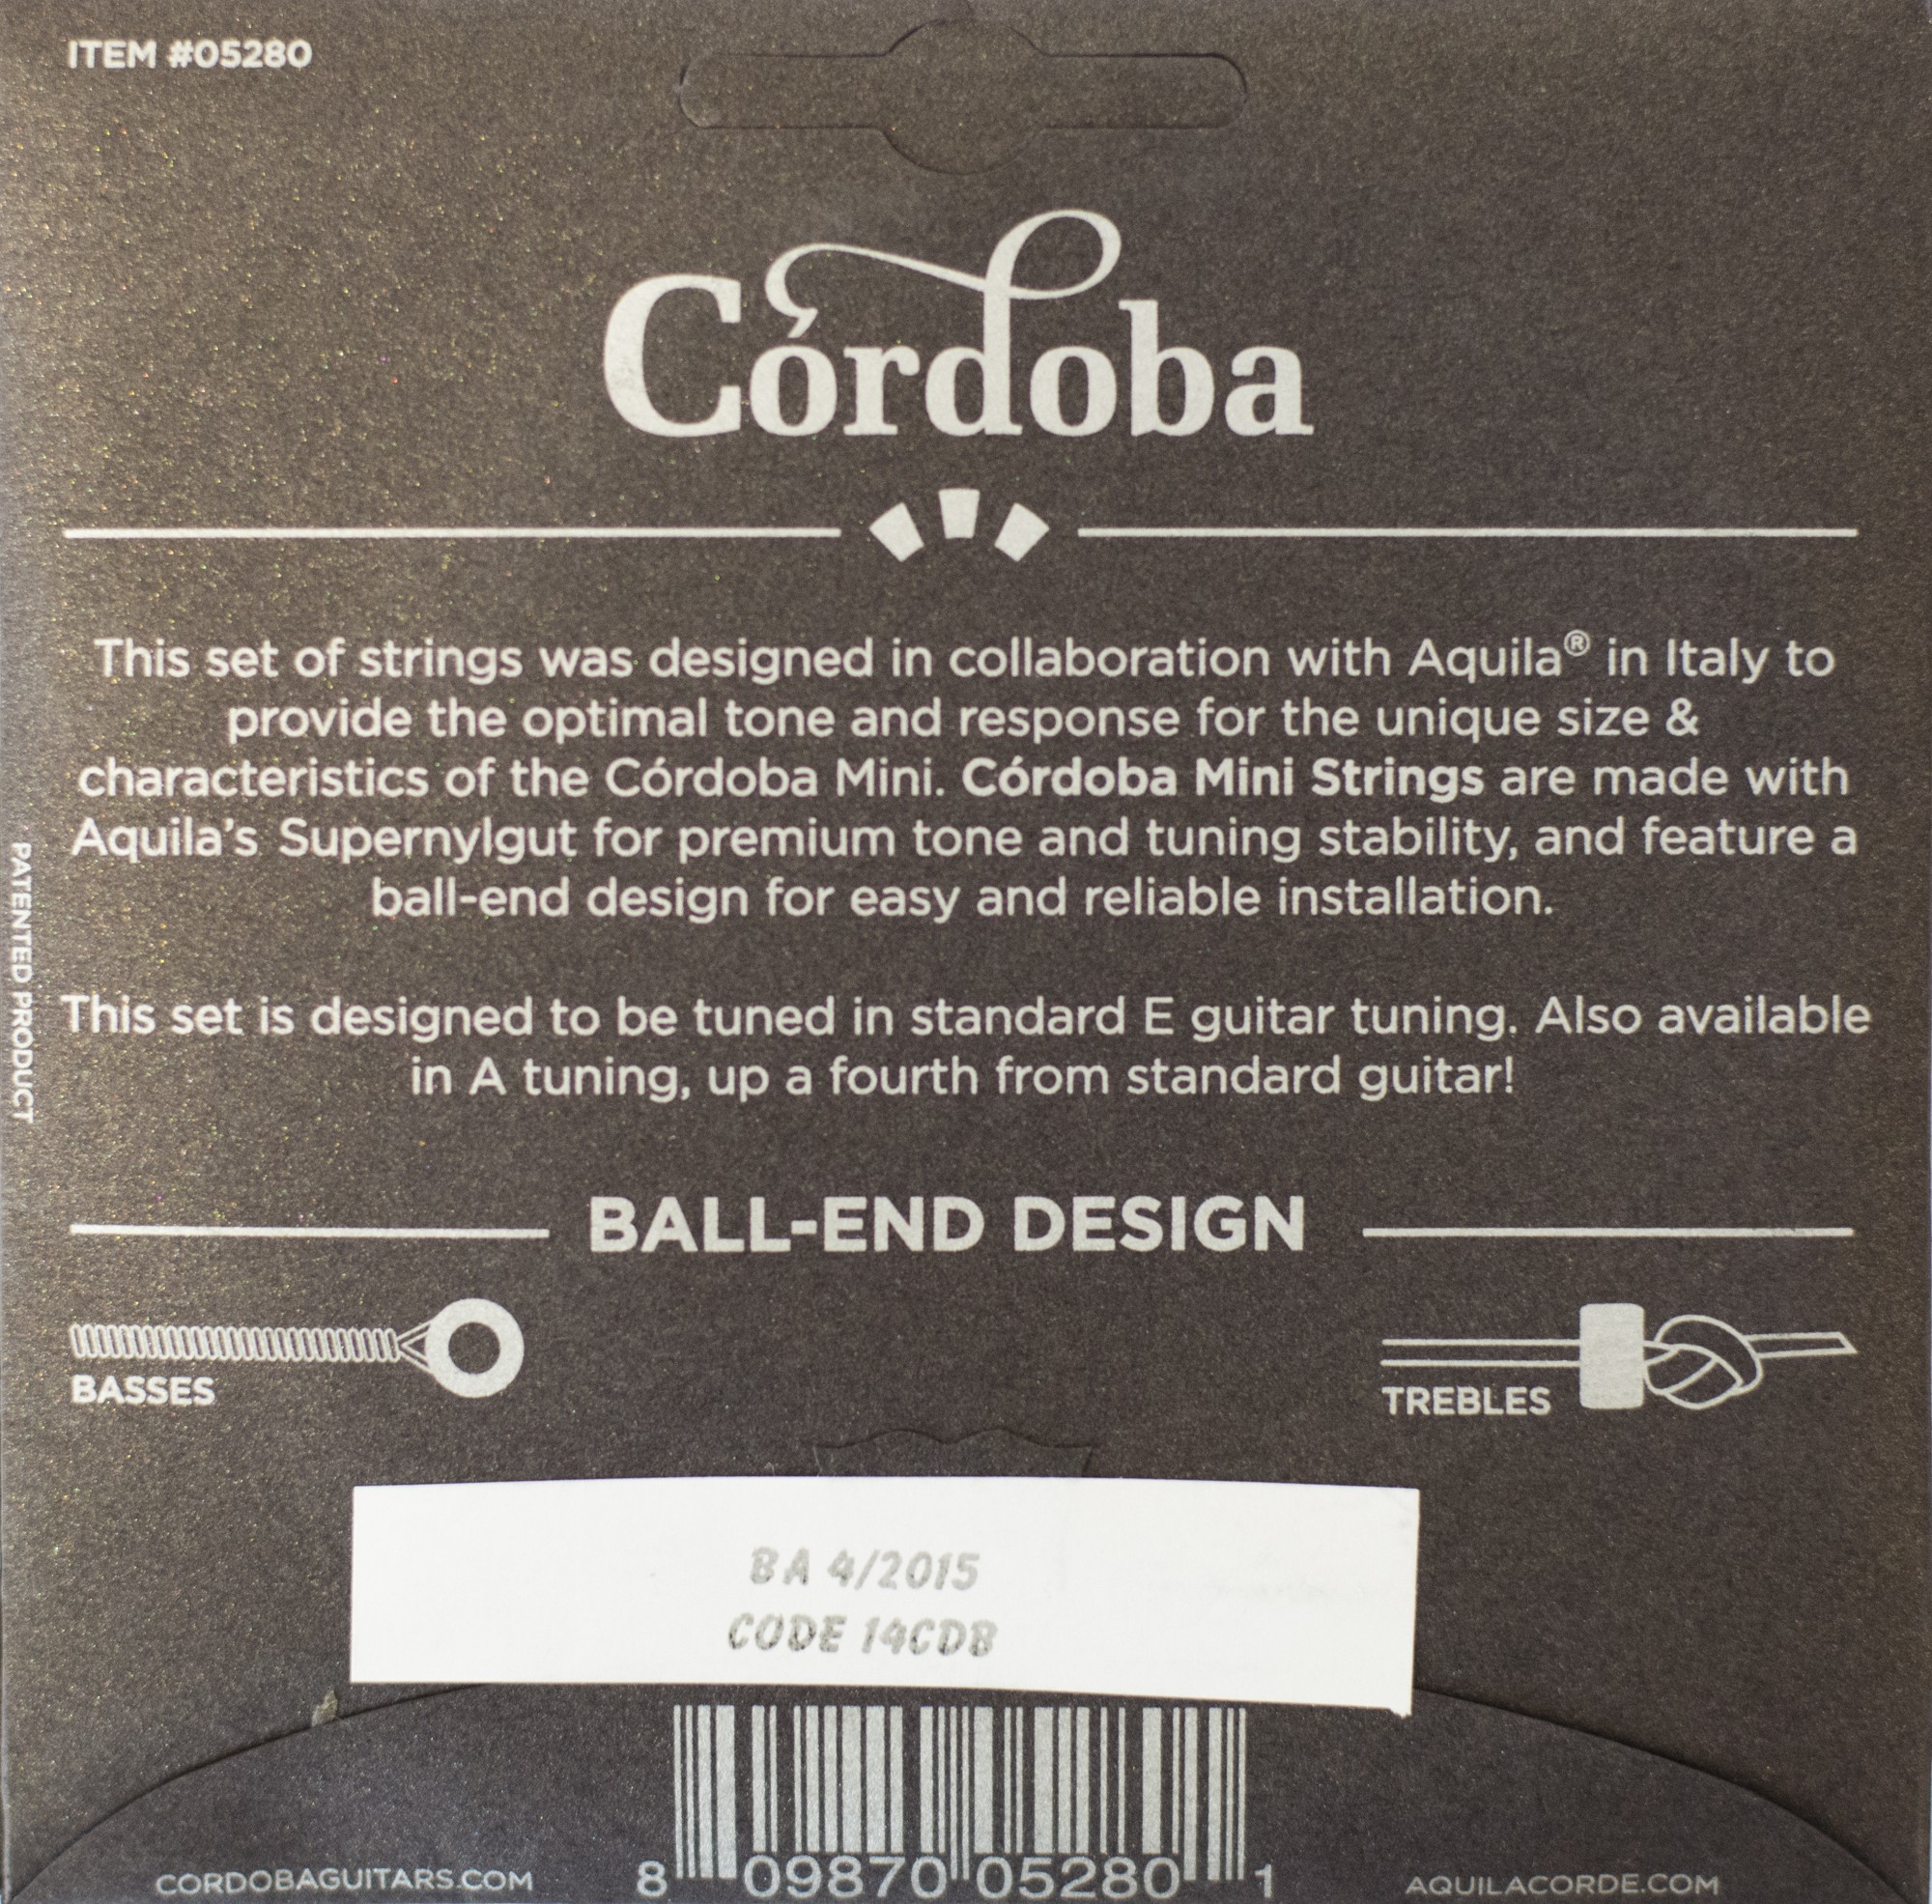 ITEM #05280
Córdoba
This set of strings was designed in collaboration with Aquila® in Italy to
provide the optimal tone and response for the unique size &
characteristics of the Córdoba Mini. Córdoba Mini Strings are made with
Aquila's Supernylgut for premium tone and tuning stability, and feature a
ball-end design for easy and reliable installation.
PATENTED PRODUCT
This set is designed to be tuned in standard E guitar tuning. Also available
in A tuning, up a fourth from standard guitar!
BALL-END DESIGN
BASSES
TREBLES
BA 4/2015
CODE 14CDB
CORDOBAGUITARS.COM
8 09870 05280 1
AQUILACORDE.COM